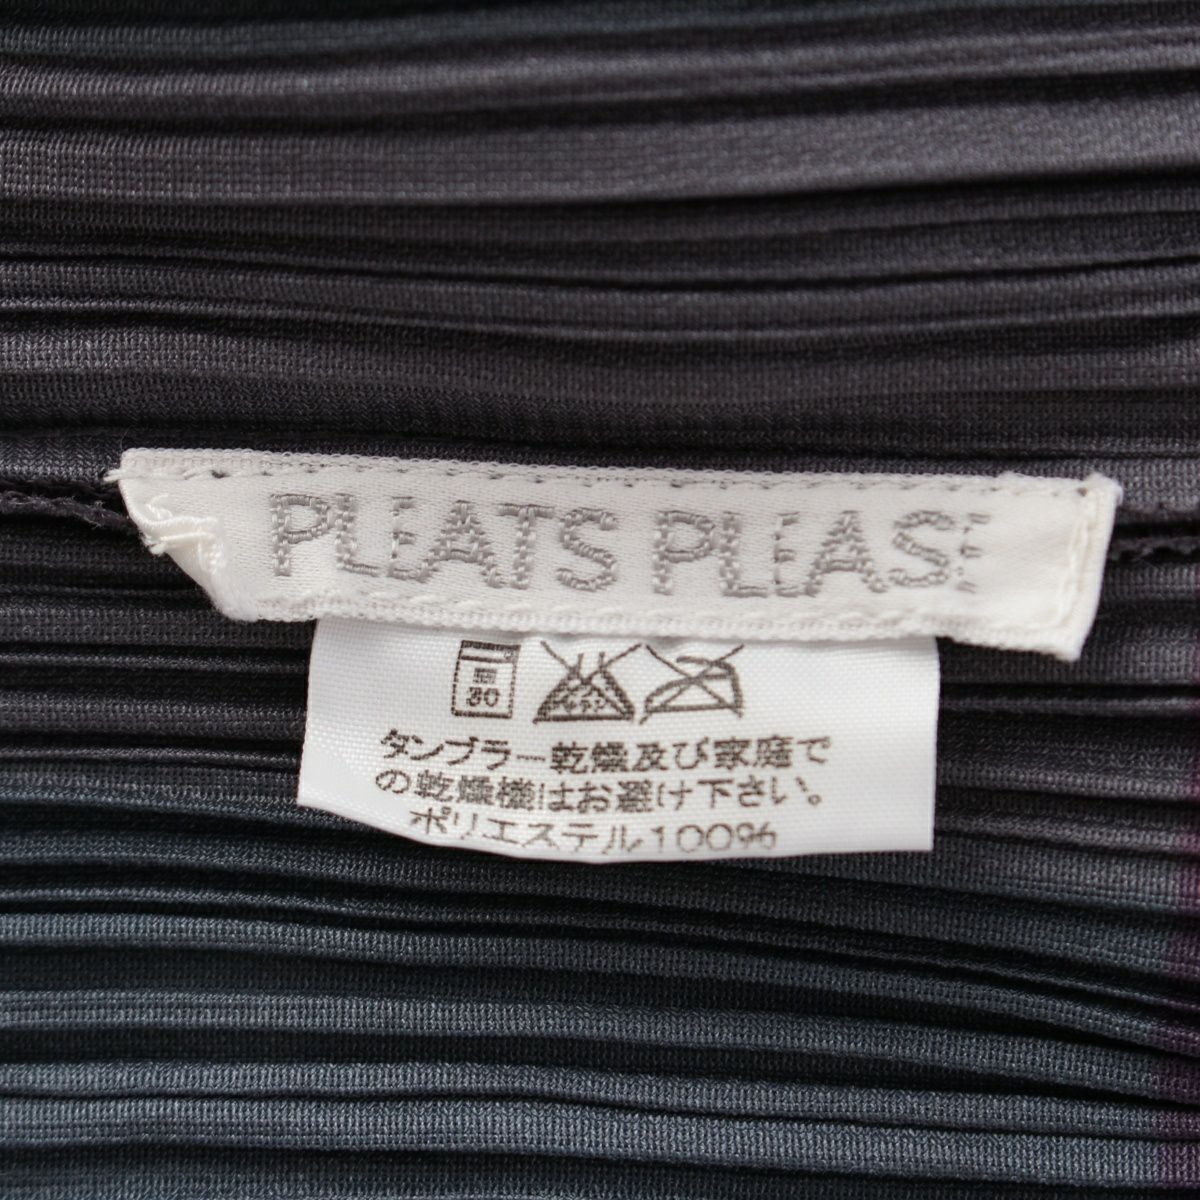 PLEATS PLEASE
30
タンブラー乾燥及び家庭で
の乾燥機はお避け下さい。
ポリエステル100%